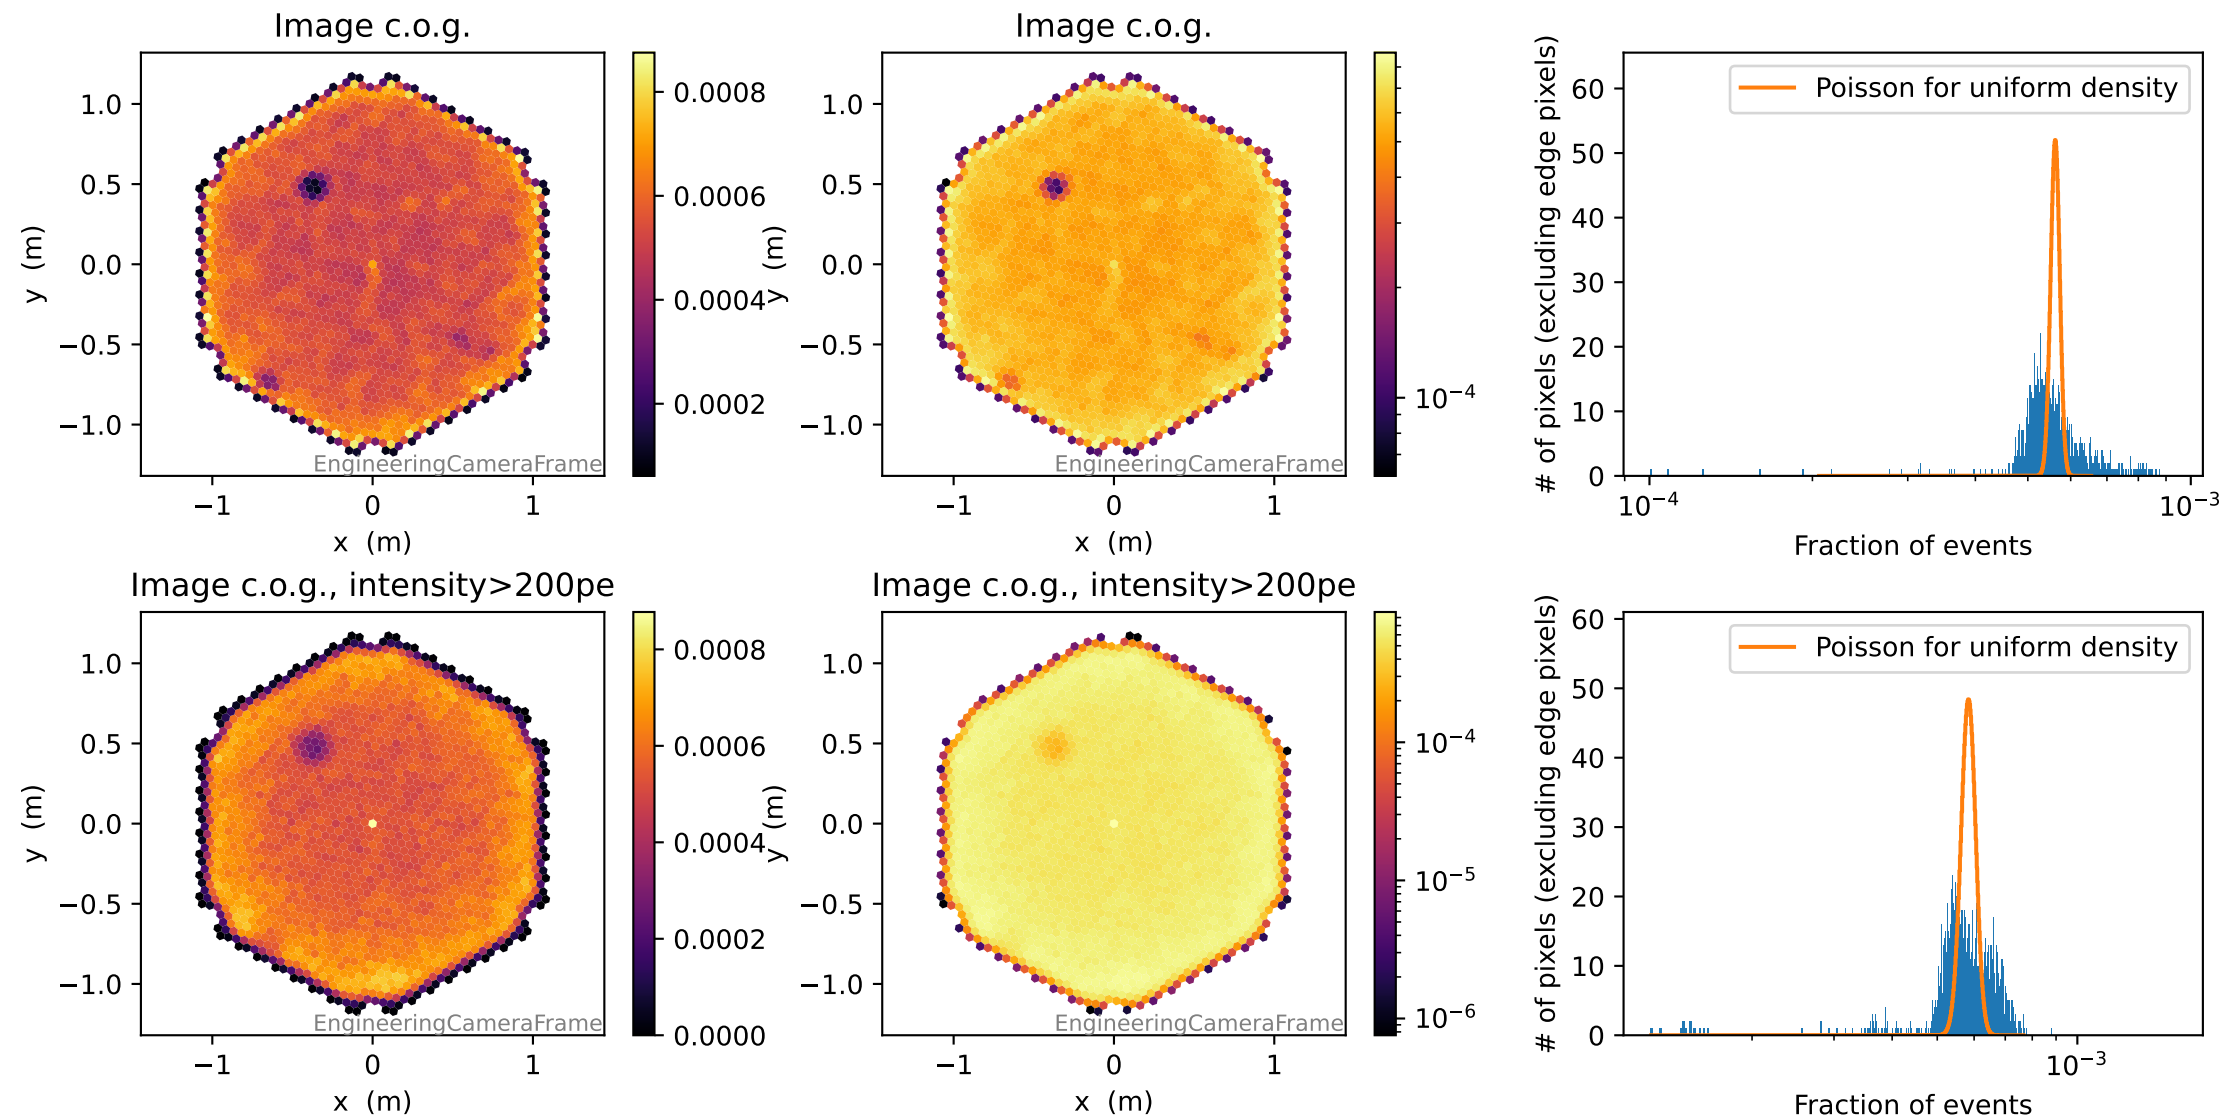 Image c.o.g.
1.0
0.5
0.0
−0.5
−1.0
y (m)
−1
0
1
x (m)
EngineeringCameraFrame
0.0008
0.0006
0.0004
0.0002
Image c.o.g.
1.0
0.5
0.0
−0.5
−1.0
y (m)
−1
0
1
x (m)
EngineeringCameraFrame
10⁻⁴
# of pixels (excluding edge pixels)
60
50
40
30
20
10
0
Poisson for uniform density
10⁻⁴
10⁻³
Fraction of events
Image c.o.g., intensity>200pe
1.0
0.5
0.0
−0.5
−1.0
y (m)
−1
0
1
x (m)
EngineeringCameraFrame
0.0008
0.0006
0.0004
0.0002
0.0000
Image c.o.g., intensity>200pe
1.0
0.5
0.0
−0.5
−1.0
y (m)
−1
0
1
x (m)
EngineeringCameraFrame
10⁻⁴
10⁻⁵
10⁻⁶
# of pixels (excluding edge pixels)
60
50
40
30
20
10
0
Poisson for uniform density
10⁻³
Fraction of events